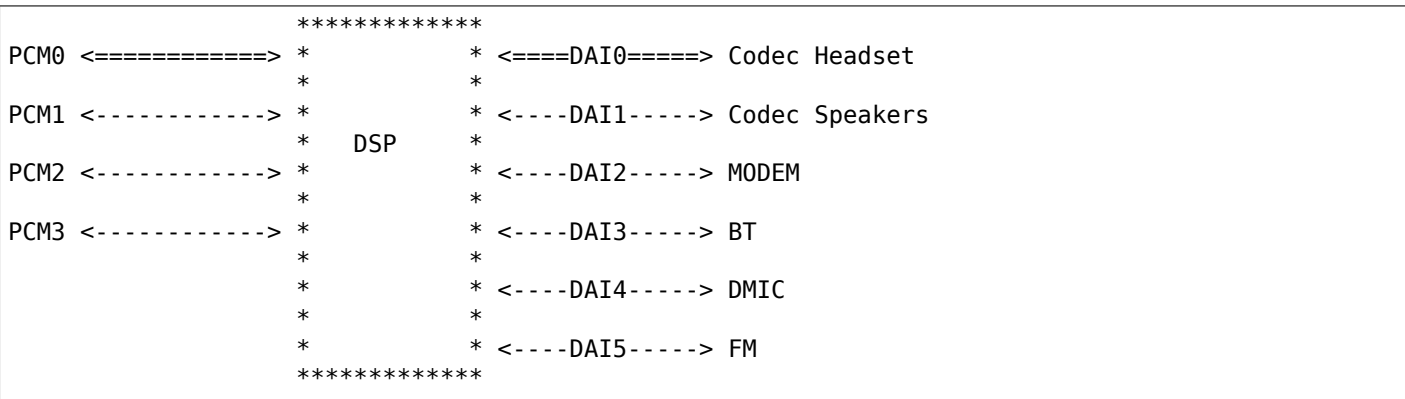 *************
PCM0 <============> *           * <====DAI0=====> Codec Headset
                    *           *
PCM1 <------------> *           * <----DAI1-----> Codec Speakers
                    *   DSP     *
PCM2 <------------> *           * <----DAI2-----> MODEM
                    *           *
PCM3 <------------> *           * <----DAI3-----> BT
                    *           *
                    *           * <----DAI4-----> DMIC
                    *           *
                    *           * <----DAI5-----> FM
                    *************